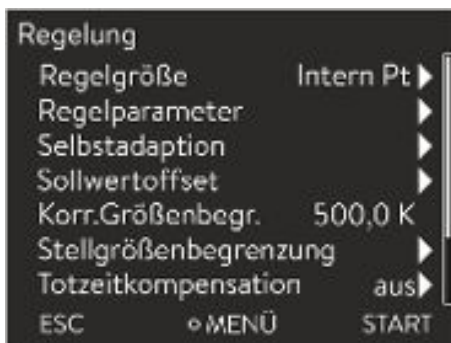 Regelung
Regelgröße Intern Pt
Regelparameter
Selbstadaption
Sollwertoffset
Korr.Größenbegr. 500,0 K
Stellgrößenbegrenzung
Totzeitkompensation aus
ESC MENÜ START